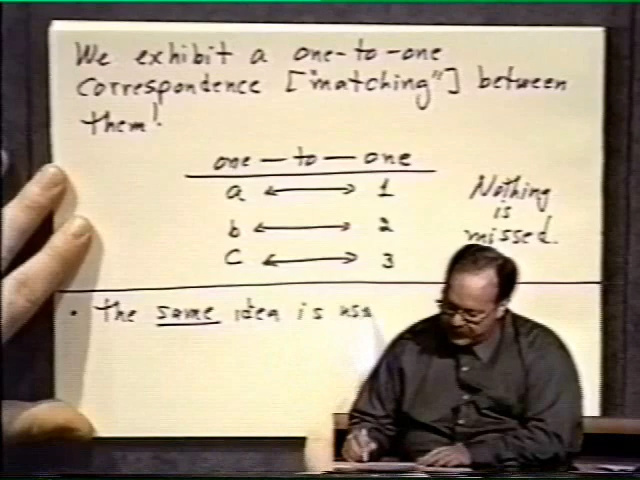 We exhibit a one-to-one
correspondence ["matching"] between
them!
one — to — one
a ↔ 1
b ↔ 2
c ↔ 3
Nothing
is
missed.
• The same idea is use